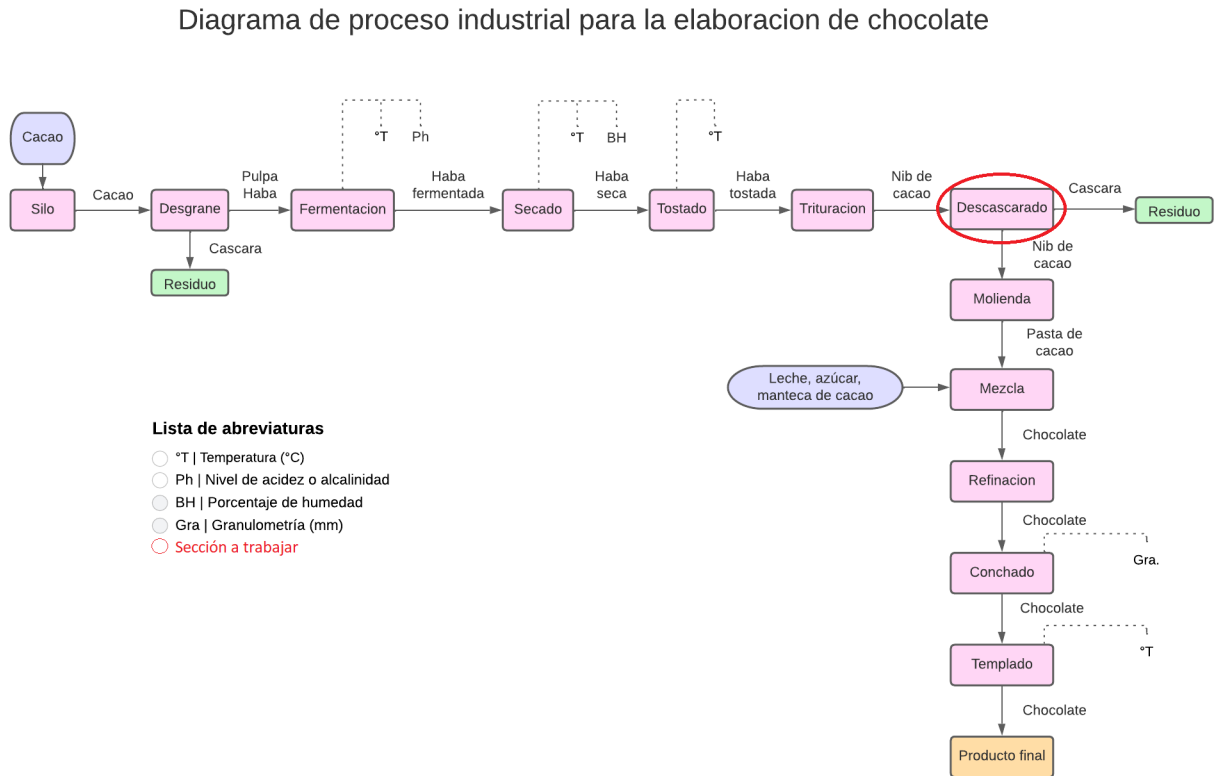 Diagrama de proceso industrial para la elaboracion de chocolate
Cacao
°T
Ph
°T
BH
°T
Silo
Cacao
Desgrane
Pulpa
Haba
Fermentacion
Haba
fermentada
Secado
Haba
seca
Tostado
Haba
tostada
Trituracion
Nib de
cacao
Descascarado
Cascara
Residuo
Cascara
Residuo
Nib de
cacao
Molienda
Pasta de
cacao
Leche, azúcar,
manteca de cacao
Mezcla
Chocolate
Refinacion
Chocolate
Gra.
Conchado
Chocolate
°T
Templado
Chocolate
Producto final
Lista de abreviaturas
°T | Temperatura (°C)
Ph | Nivel de acidez o alcalinidad
BH | Porcentaje de humedad
Gra | Granulometría (mm)
Sección a trabajar